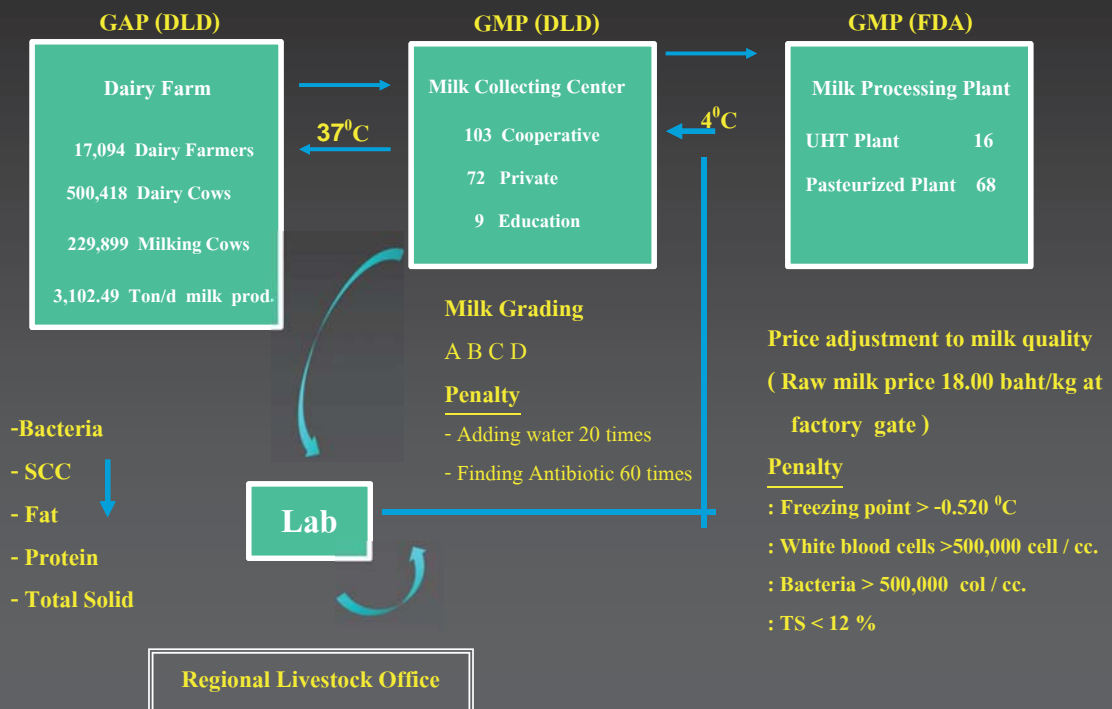 GAP (DLD)
Dairy Farm
17,094 Dairy Farmers
500,418 Dairy Cows
229,899 Milking Cows
3,102.49 Ton/d milk prod.
37⁰C
GMP (DLD)
Milk Collecting Center
103 Cooperative
72 Private
9 Education
4⁰C
GMP (FDA)
Milk Processing Plant
UHT Plant 16
Pasteurized Plant 68
-Bacteria
- SCC
- Fat
- Protein
- Total Solid
Lab
Milk Grading
A B C D
Penalty
- Adding water 20 times
- Finding Antibiotic 60 times
Price adjustment to milk quality
( Raw milk price 18.00 baht/kg at
factory gate )
Penalty
: Freezing point > -0.520 ⁰C
: White blood cells >500,000 cell / cc.
: Bacteria > 500,000 col / cc.
: TS < 12 %
Regional Livestock Office